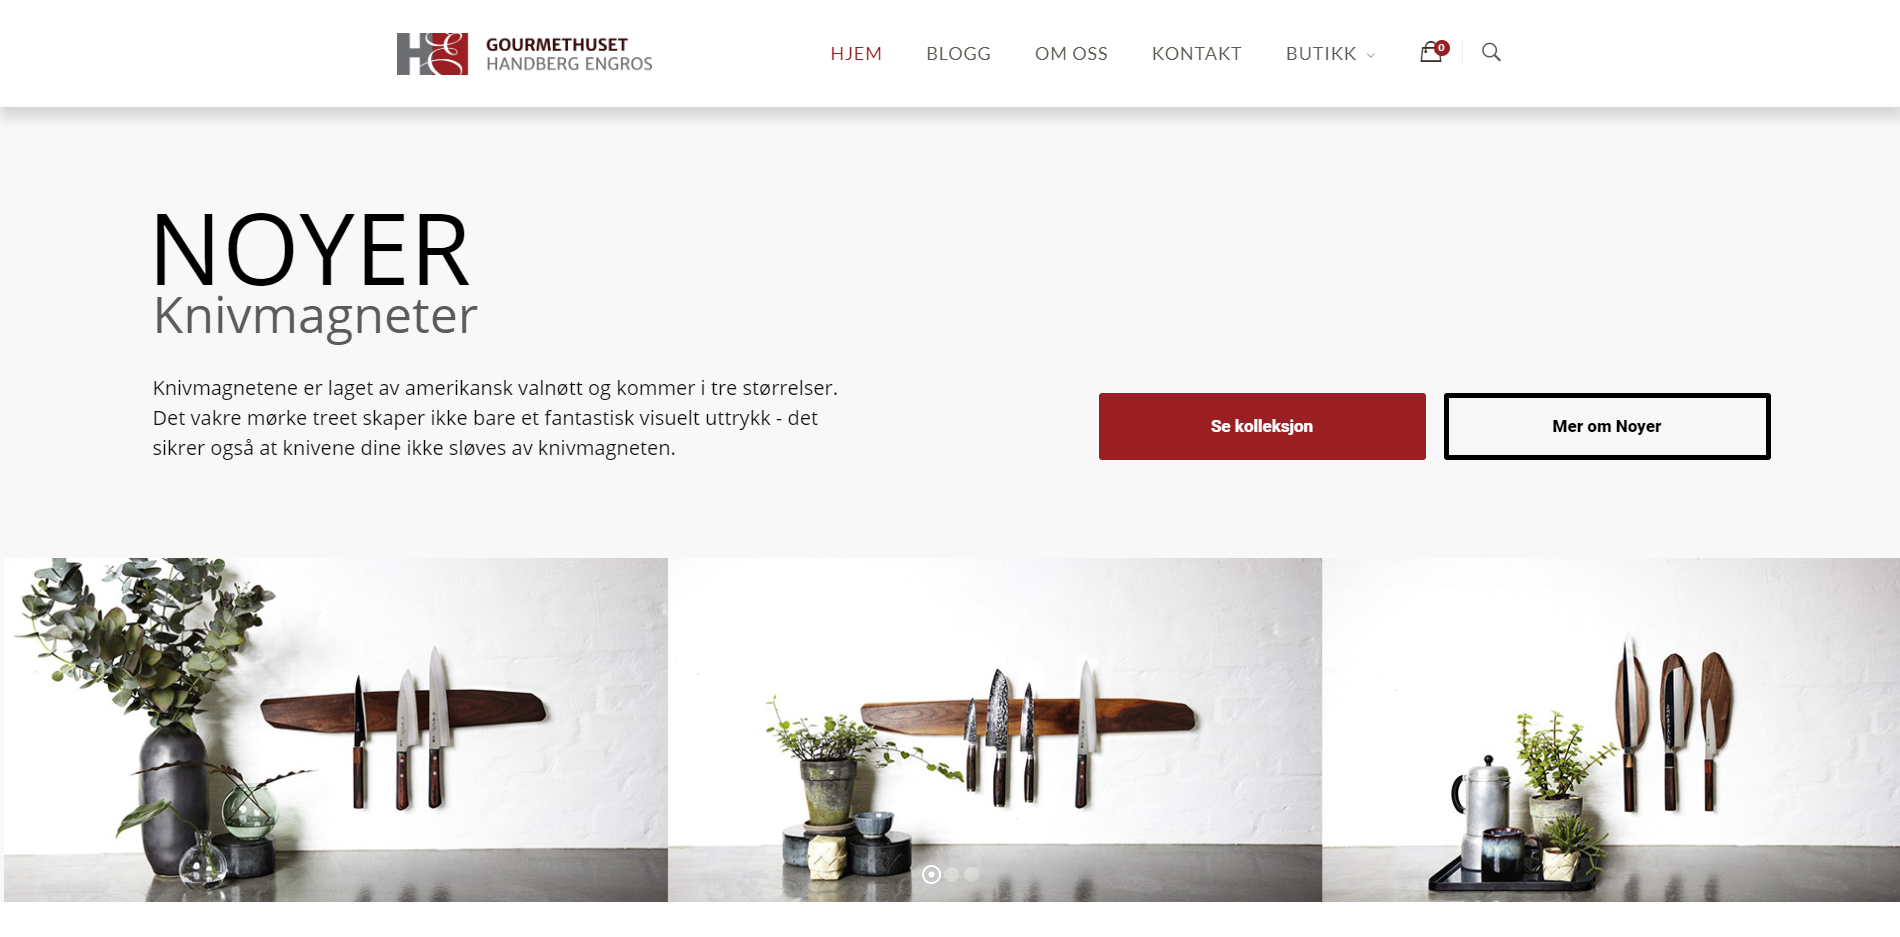 GOURMETHUSET
HANDBERG ENGROS
HJEM
BLOGG
OM OSS
KONTAKT
BUTIKK
0
NOYER
Knivmagneter
Knivmagnetene er laget av amerikansk valnøtt og kommer i tre størrelser.
Det vakre mørke treet skaper ikke bare et fantastisk visuelt uttrykk - det
sikrer også at knivene dine ikke sløves av knivmagneten.
Se kolleksjon
Mer om Noyer